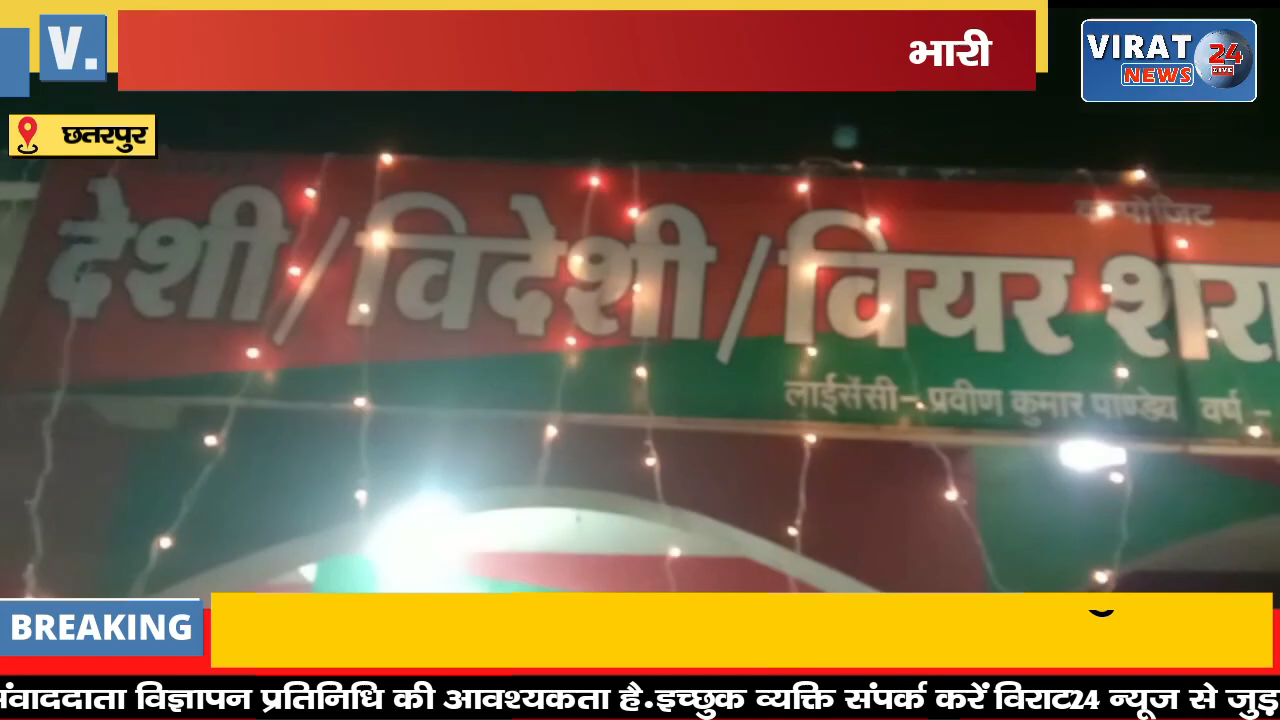 V.
भारी
VIRAT
NEWS
24
LIVE
छतरपुर
कम्पोजिट
देशी/विदेशी/वियर शरा
लाईसेंसी- प्रवीण कुमार पाण्डेय वर्ष -
BREAKING
संवाददाता विज्ञापन प्रतिनिधि की आवश्यकता है.इच्छुक व्यक्ति संपर्क करें विराट24 न्यूज से जुड़